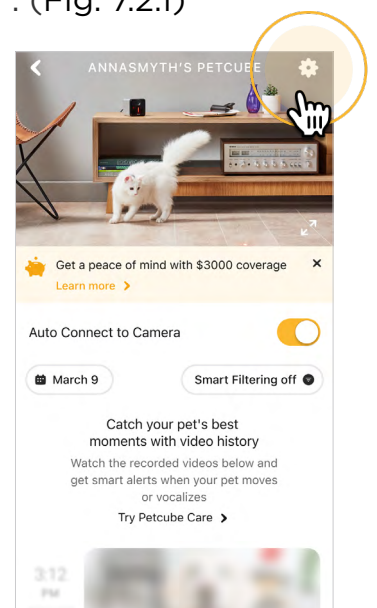 . (Fig. 7.2.1)
ANNASMYTH'S PETCUBE
Get a peace of mind with $3000 coverage
Learn more
Auto Connect to Camera
March 9
Smart Filtering off
Catch your pet's best
moments with video history
Watch the recorded videos below and
get smart alerts when your pet moves
or vocalizes
Try Petcube Care
3:12
PM